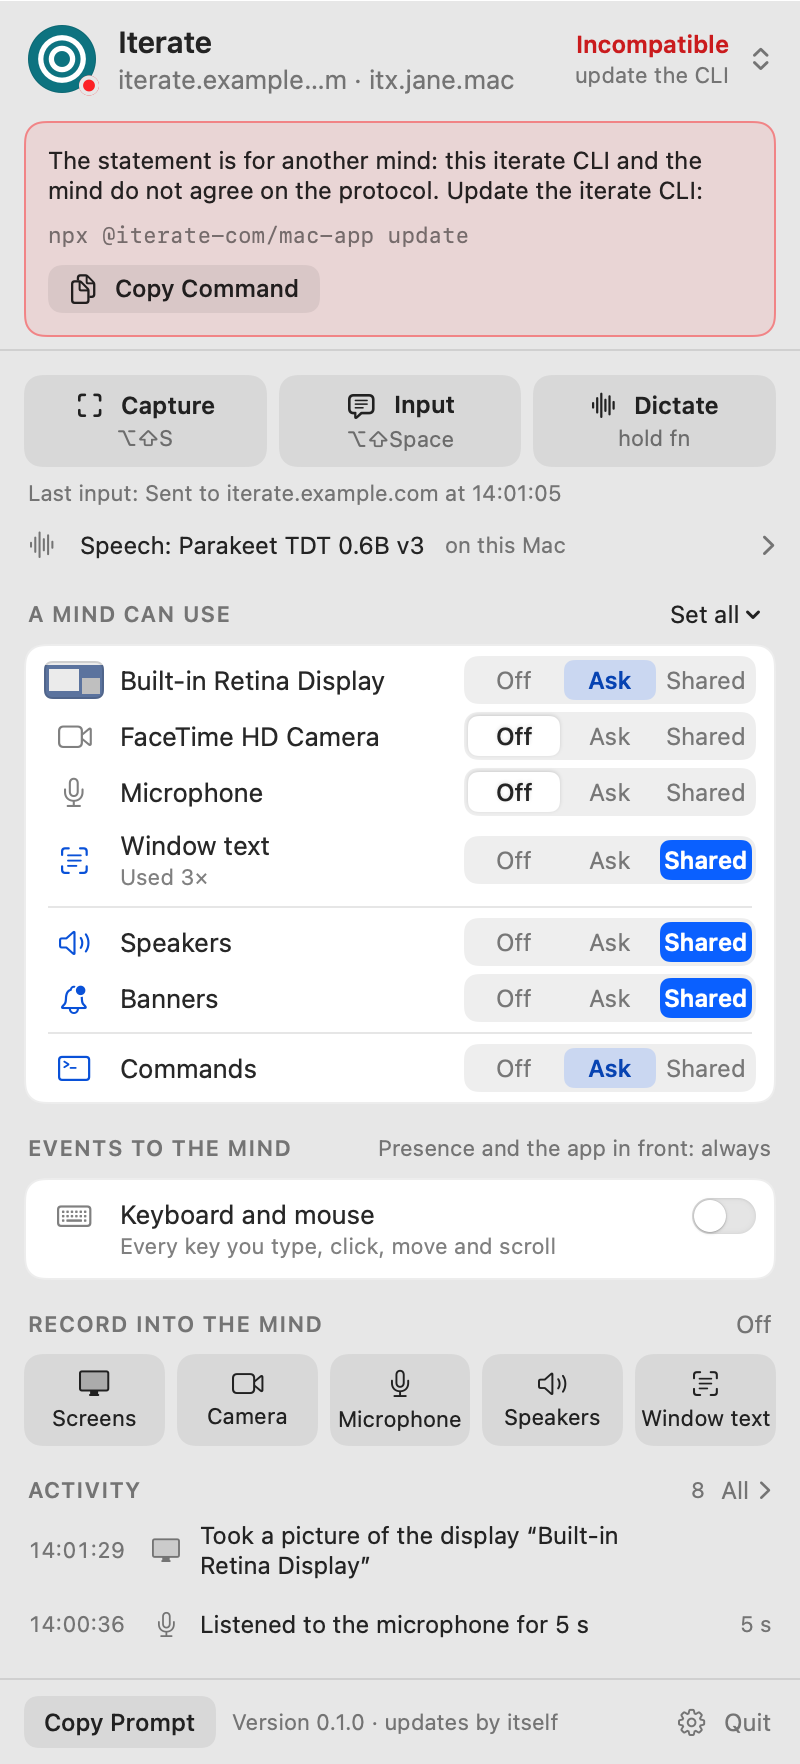 Iterate
iterate.example...m · itx.jane.mac
Incompatible
update the CLI
The statement is for another mind: this iterate CLI and the
mind do not agree on the protocol. Update the iterate CLI:
npx @iterate-com/mac-app update
Copy Command
Capture
⌥⇧S
Input
⌥⇧Space
Dictate
hold fn
Last input: Sent to iterate.example.com at 14:01:05
Speech: Parakeet TDT 0.6B v3 on this Mac
A MIND CAN USE
Set all
Built-in Retina Display
Off Ask Shared
FaceTime HD Camera
Off Ask Shared
Microphone
Off Ask Shared
Window text
Used 3×
Off Ask Shared
Speakers
Off Ask Shared
Banners
Off Ask Shared
Commands
Off Ask Shared
EVENTS TO THE MIND
Presence and the app in front: always
Keyboard and mouse
Every key you type, click, move and scroll
RECORD INTO THE MIND
Off
Screens
Camera
Microphone
Speakers
Window text
ACTIVITY
8 All
14:01:29
Took a picture of the display “Built-in
Retina Display”
14:00:36
Listened to the microphone for 5 s
5 s
Copy Prompt
Version 0.1.0 · updates by itself
Quit